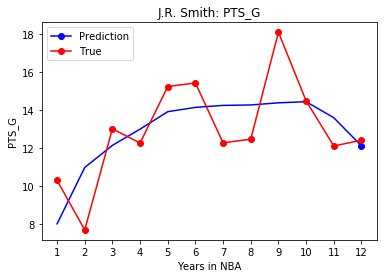 J.R. Smith: PTS_G
Prediction
True
PTS_G
18
16
14
12
10
8
1 2 3 4 5 6 7 8 9 10 11 12
Years in NBA